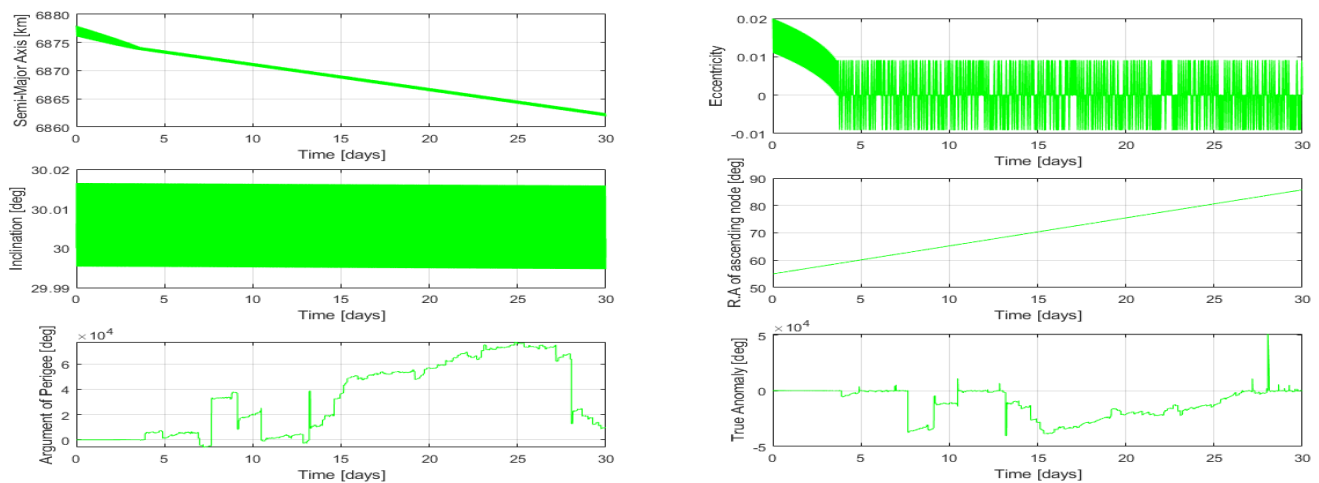 Semi-Major Axis [km]
6880
6875
6870
6865
6860
0 5 10 15 20 25 30
Time [days]
Eccentricity
0.02
0.01
0
-0.01
0 5 10 15 20 25 30
Time [days]
Inclination [deg]
30.02
30.01
30
29.99
0 5 10 15 20 25 30
Time [days]
R.A of ascending node [deg]
90
80
70
60
50
0 5 10 15 20 25 30
Time [days]
Argument of Perigee [deg]
× 10⁴
6
4
2
0
0 5 10 15 20 25 30
Time [days]
True Anomaly [deg]
× 10⁴
5
0
-5
0 5 10 15 20 25 30
Time [days]